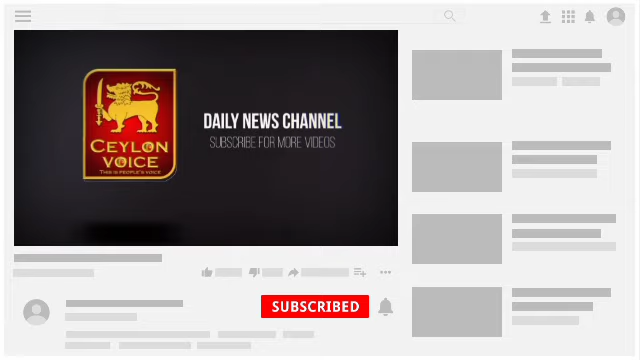 DAILY NEWS CHANNEL
SUBSCRIBE FOR MORE VIDEOS
CEYLON
VOICE
THIS IS PEOPLE'S VOICE
SUBSCRIBED